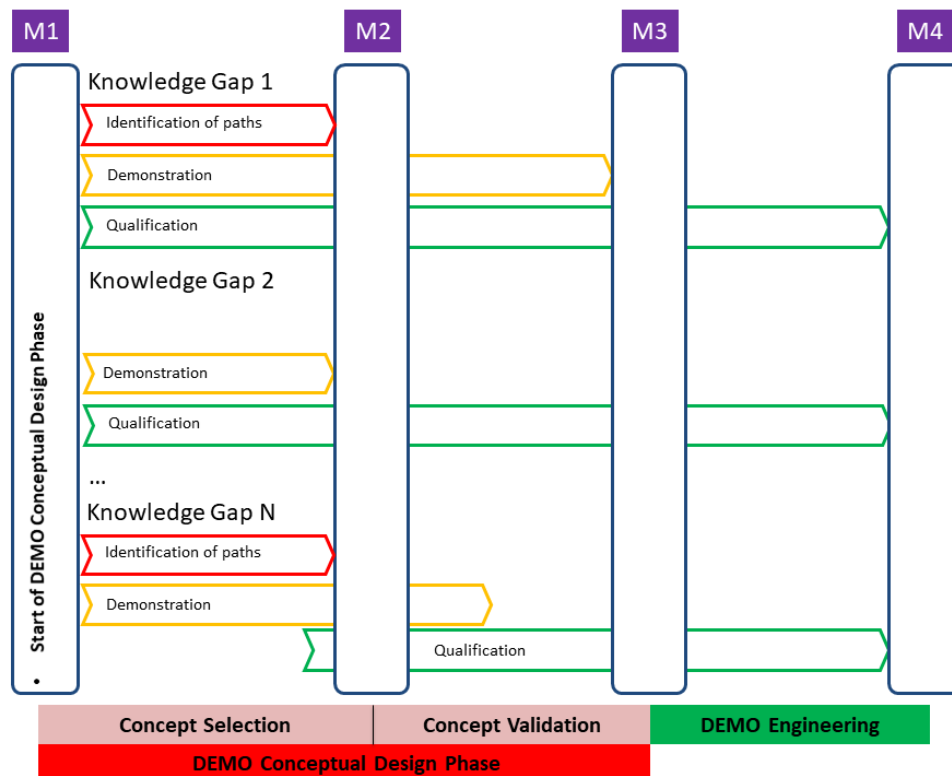 M1
M2
M3
M4
Knowledge Gap 1
Identification of paths
Demonstration
Qualification
Knowledge Gap 2
Demonstration
Qualification
...
Knowledge Gap N
Identification of paths
Demonstration
Qualification
• Start of DEMO Conceptual Design Phase
Concept Selection
Concept Validation
DEMO Engineering
DEMO Conceptual Design Phase